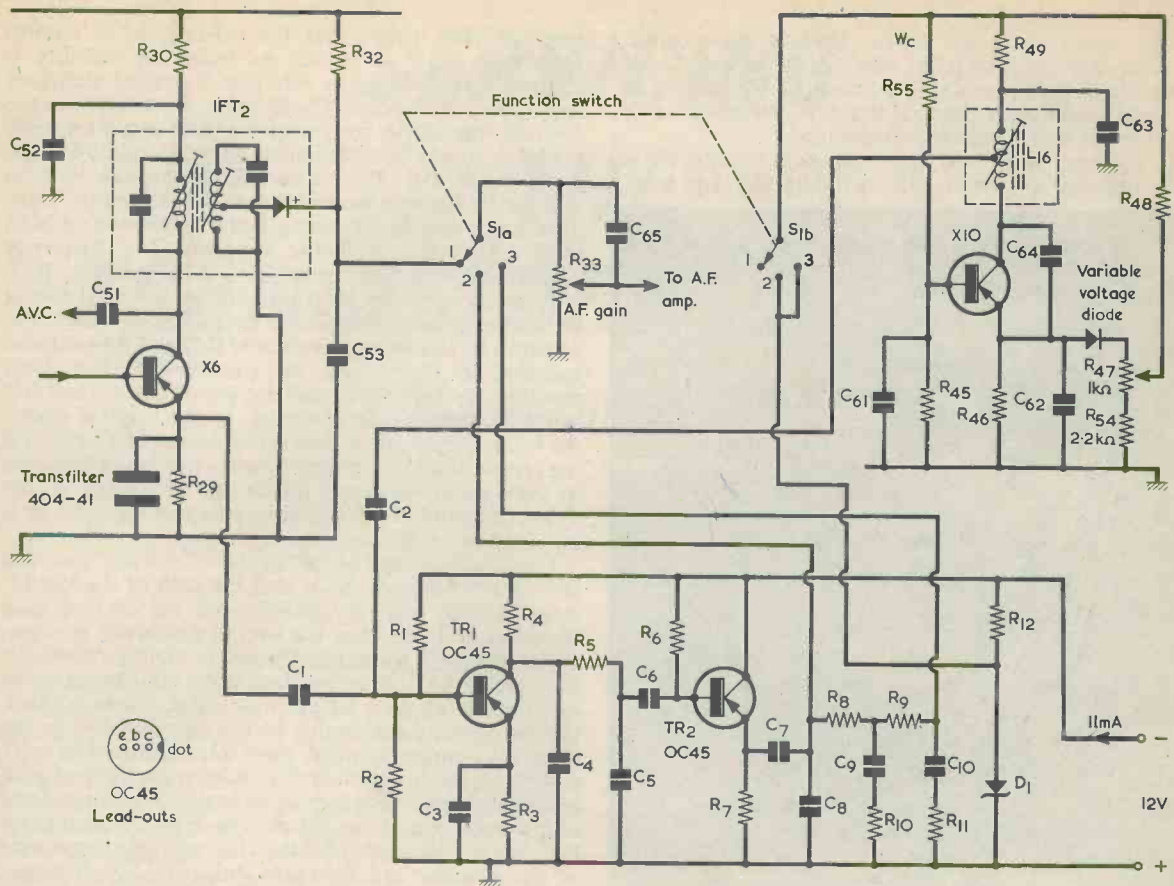 R30
R32
IFT2
C52
C51
A.V.C.
X6
Transfilter
404-41
R29
C53
+
Function switch
S1a
1
2
3
R33
A.F. gain
C65
To A.F.
amp.
S1b
1
2
3
Wc
R55
R49
C63
L16
R48
X10
C64
Variable
voltage
diode
R47
1kΩ
R54
2·2kΩ
C61
R45
R46
C62
C2
C1
R1
R2
TR1
OC45
R4
R5
C3
R3
C4
C5
C6
R6
TR2
OC45
R7
C7
C8
R8
R9
C9
C10
R10
R11
R12
D1
11mA
−
12V
+
e b c
dot
OC45
Lead-outs